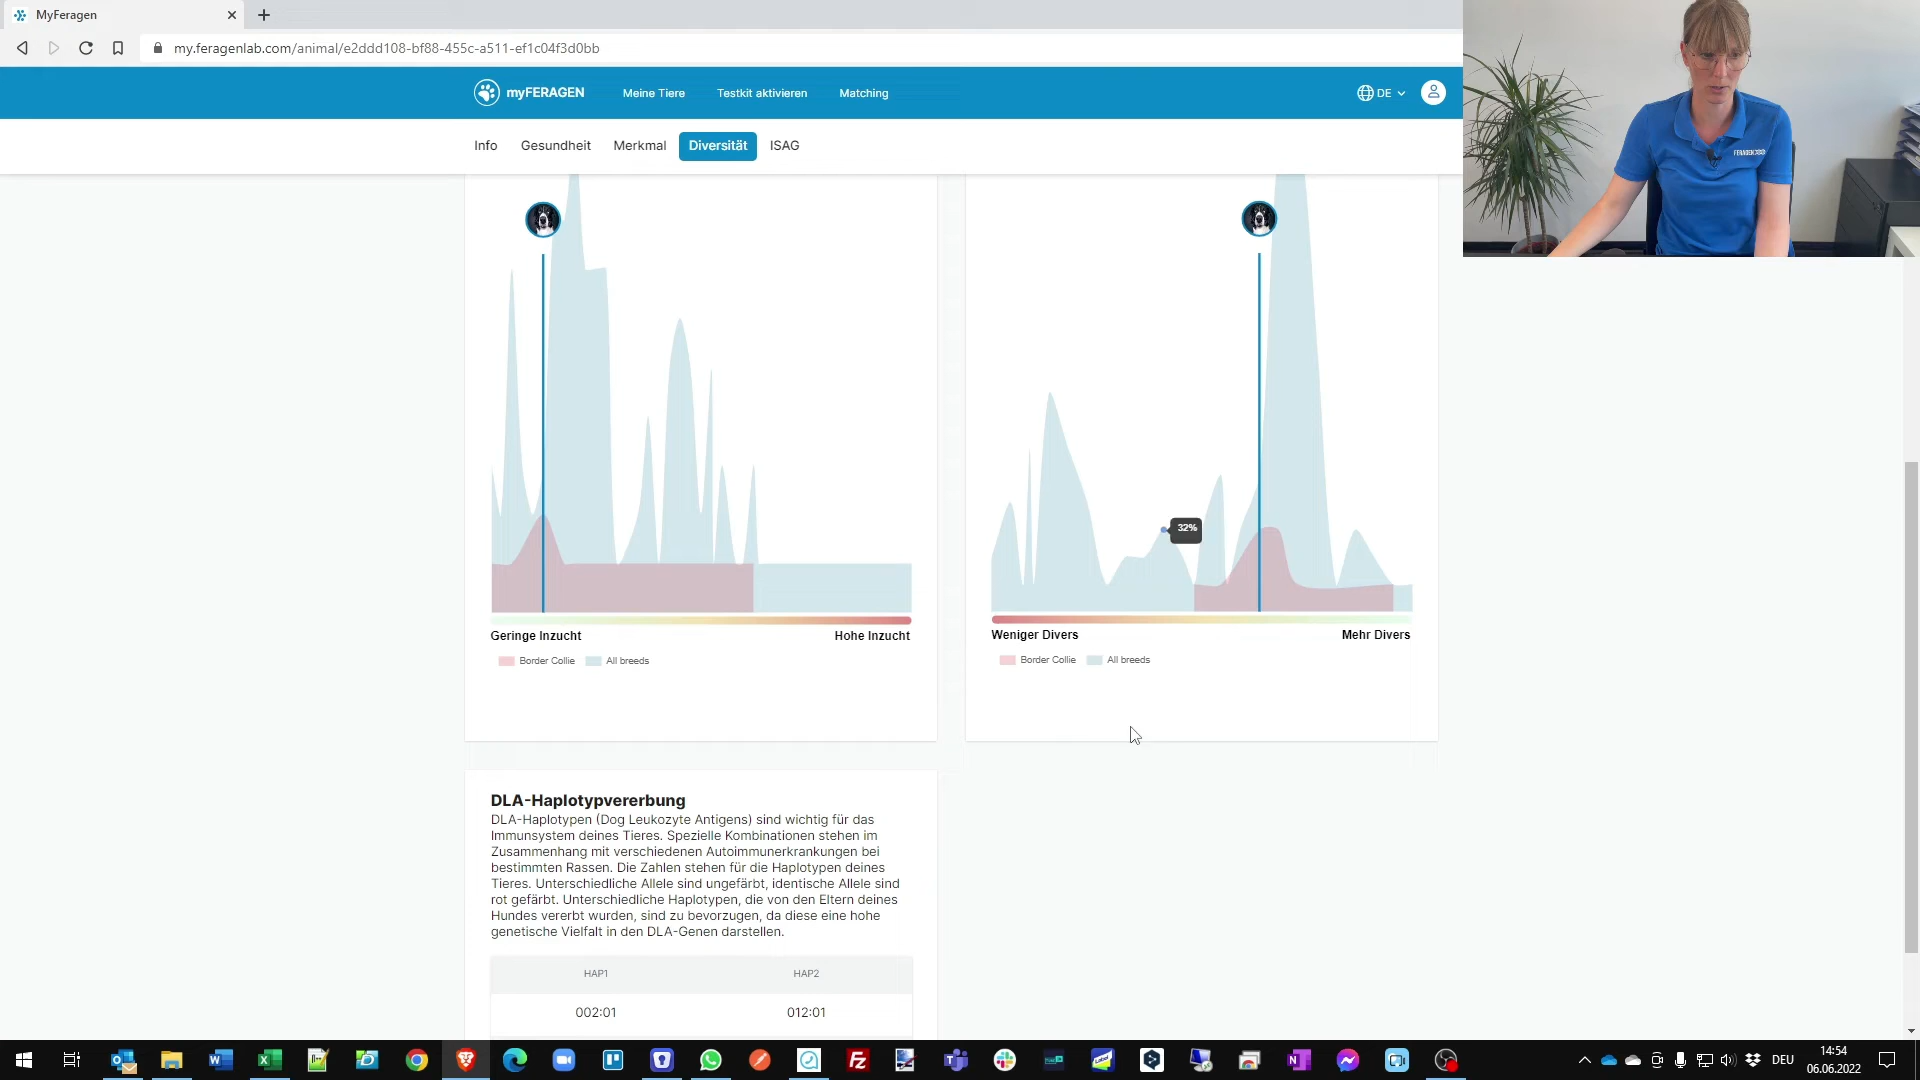 MyFeragen
my.feragenlab.com/animal/e2ddd108-bf88-455c-a511-ef1c04f3d0bb
myFERAGEN
Meine Tiere
Testkit aktivieren
Matching
DE
Info
Gesundheit
Merkmal
Diversität
ISAG
FERAGEN
32%
Geringe Inzucht
Hohe Inzucht
Border Collie
All breeds
Weniger Divers
Mehr Divers
Border Collie
All breeds
DLA-Haplotypvererbung
DLA-Haplotypen (Dog Leukozyte Antigens) sind wichtig für das
Immunsystem deines Tieres. Spezielle Kombinationen stehen im
Zusammenhang mit verschiedenen Autoimmunerkrankungen bei
bestimmten Rassen. Die Zahlen stehen für die Haplotypen deines
Tieres. Unterschiedliche Allele sind ungefärbt, identische Allele sind
rot gefärbt. Unterschiedliche Haplotypen, die von den Eltern deines
Hundes vererbt wurden, sind zu bevorzugen, da diese eine hohe
genetische Vielfalt in den DLA-Genen darstellen.
HAP1
HAP2
002:01
012:01
DEU
14:54
06.06.2022